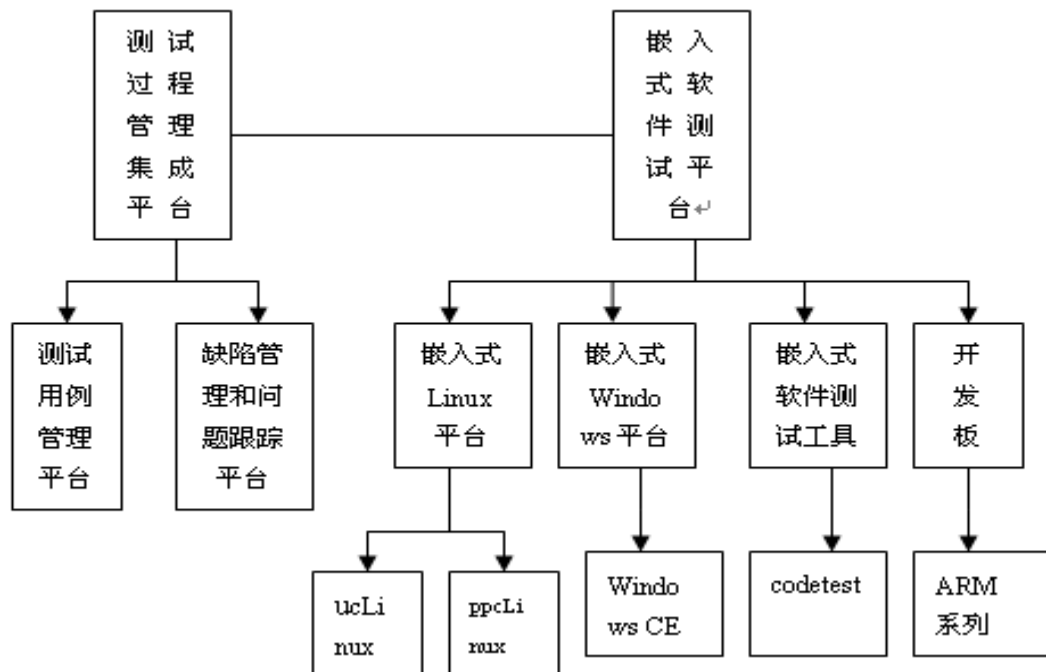 测 试
过 程
管 理
集 成
平 台
嵌 入
式 软
件 测
试 平
台↵
测试
用例
管理
平台
缺陷管
理和问
题跟踪
平台
嵌入式
Linux
平台
嵌入式
Windo
ws 平台
嵌入式
软件测
试工具
开
发
板
ucLi
nux
ppcLi
nux
Windo
ws CE
codetest
ARM
系列